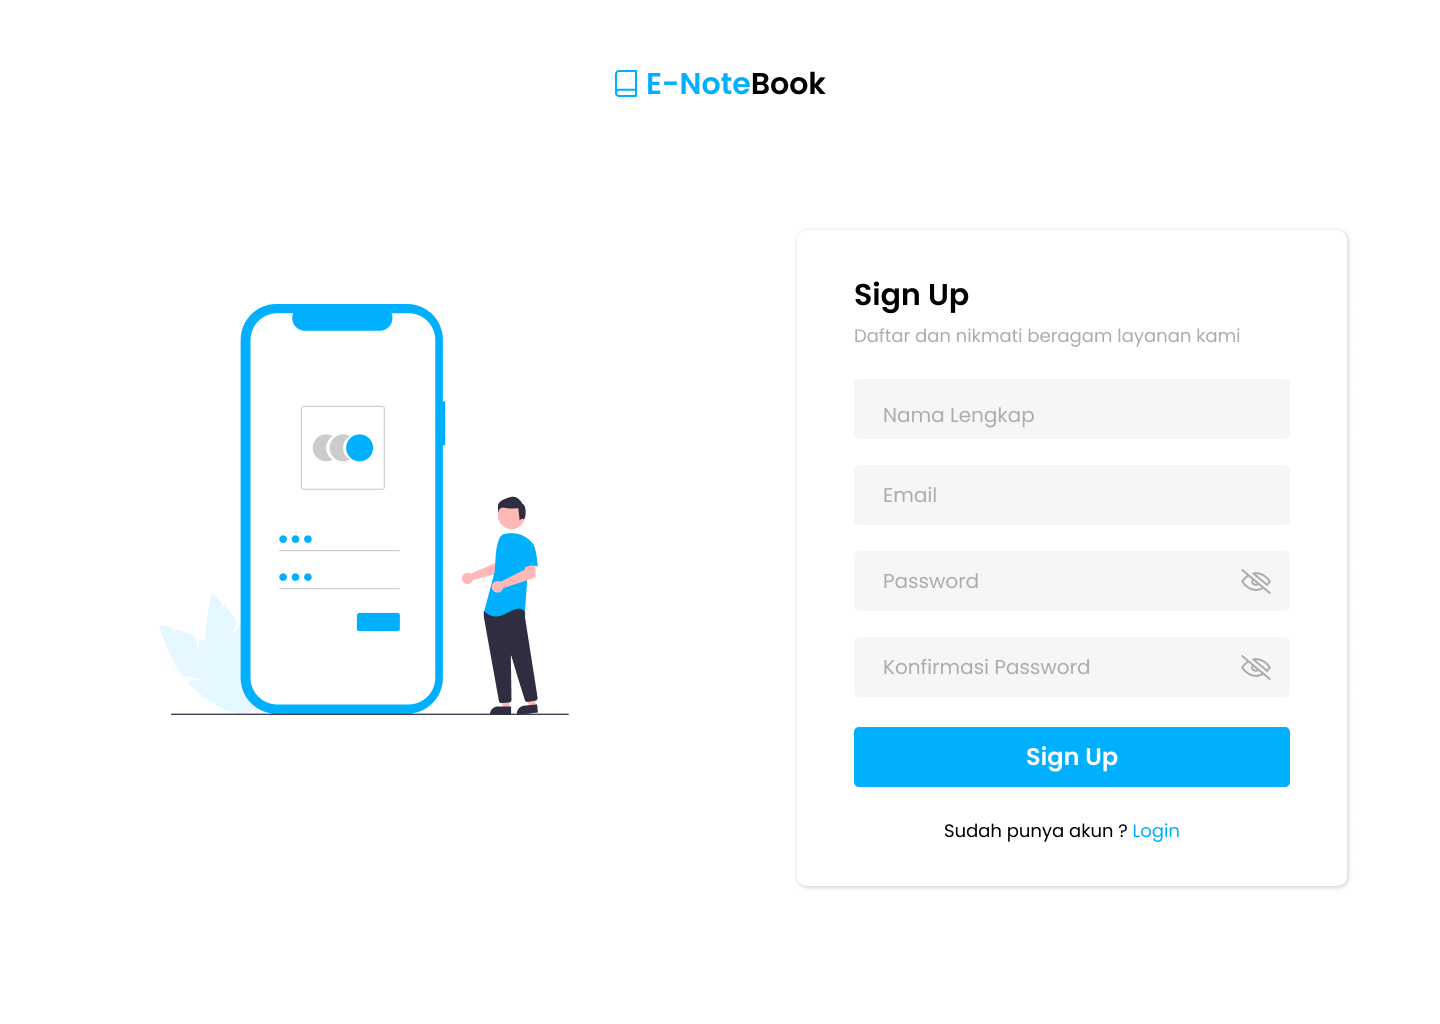 E-NoteBook
Sign Up
Daftar dan nikmati beragam layanan kami
Nama Lengkap
Email
Password
Konfirmasi Password
Sign Up
Sudah punya akun ? Login